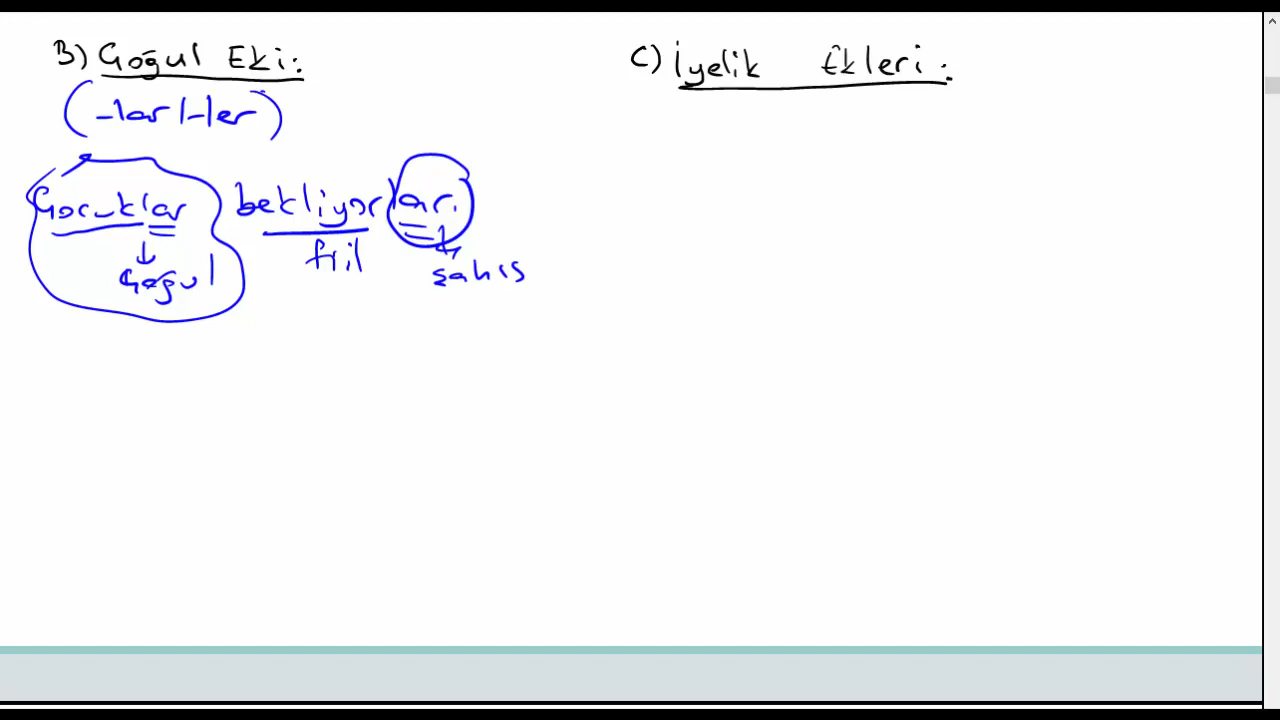 B) Çoğul Eki:
(-lar/-ler)
Çocuklar bekliyorlar.
çoğul fiil şahıs
C) İyelik Ekleri: